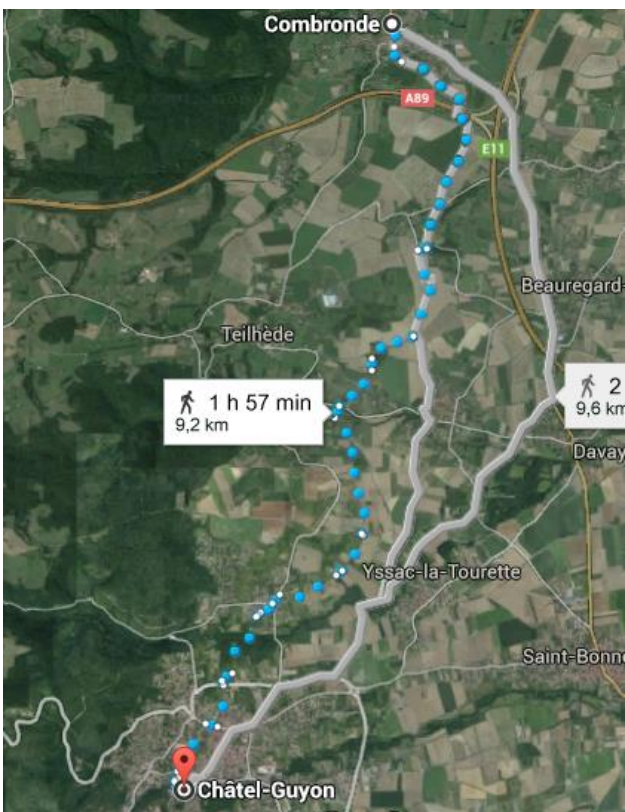 Combronde
A89
E11
Beauregard-
Teilhède
1 h 57 min
9,2 km
2
9,6 km
Davay
Yssac-la-Tourette
Saint-Bonne
Châtel-Guyon